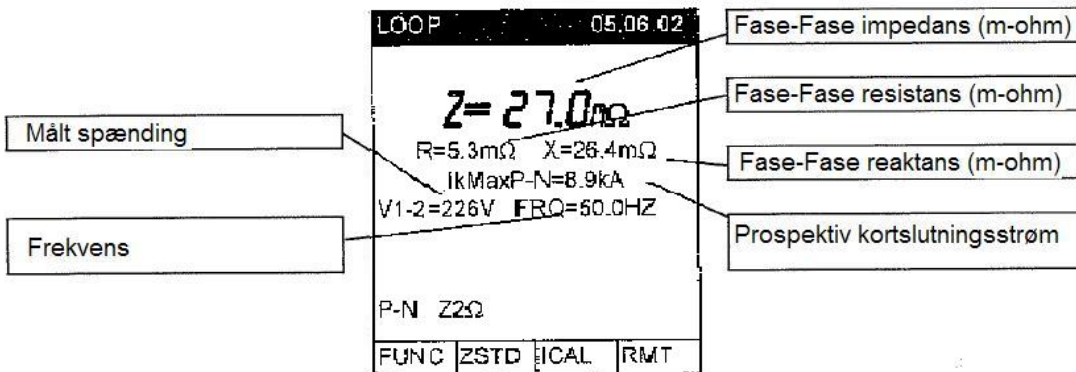 LOOP 05.06.02
Z= 27.0mΩ
R=5.3mΩ X=26.4mΩ
IkMaxP-N=8.9kA
V1-2=226V FRQ=50.0HZ
P-N Z2Ω
FUNC ZSTD ICAL RMT
Målt spænding
Frekvens
Fase-Fase impedans (m-ohm)
Fase-Fase resistans (m-ohm)
Fase-Fase reaktans (m-ohm)
Prospektiv kortslutningsstrøm